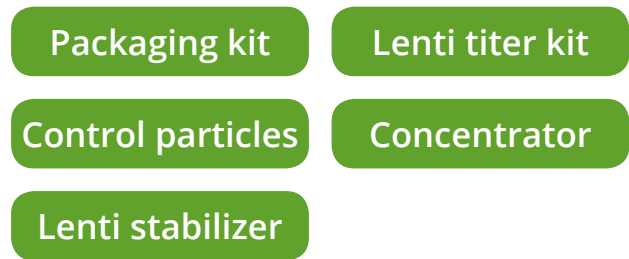 Packaging kit
Lenti titer kit
Control particles
Concentrator
Lenti stabilizer